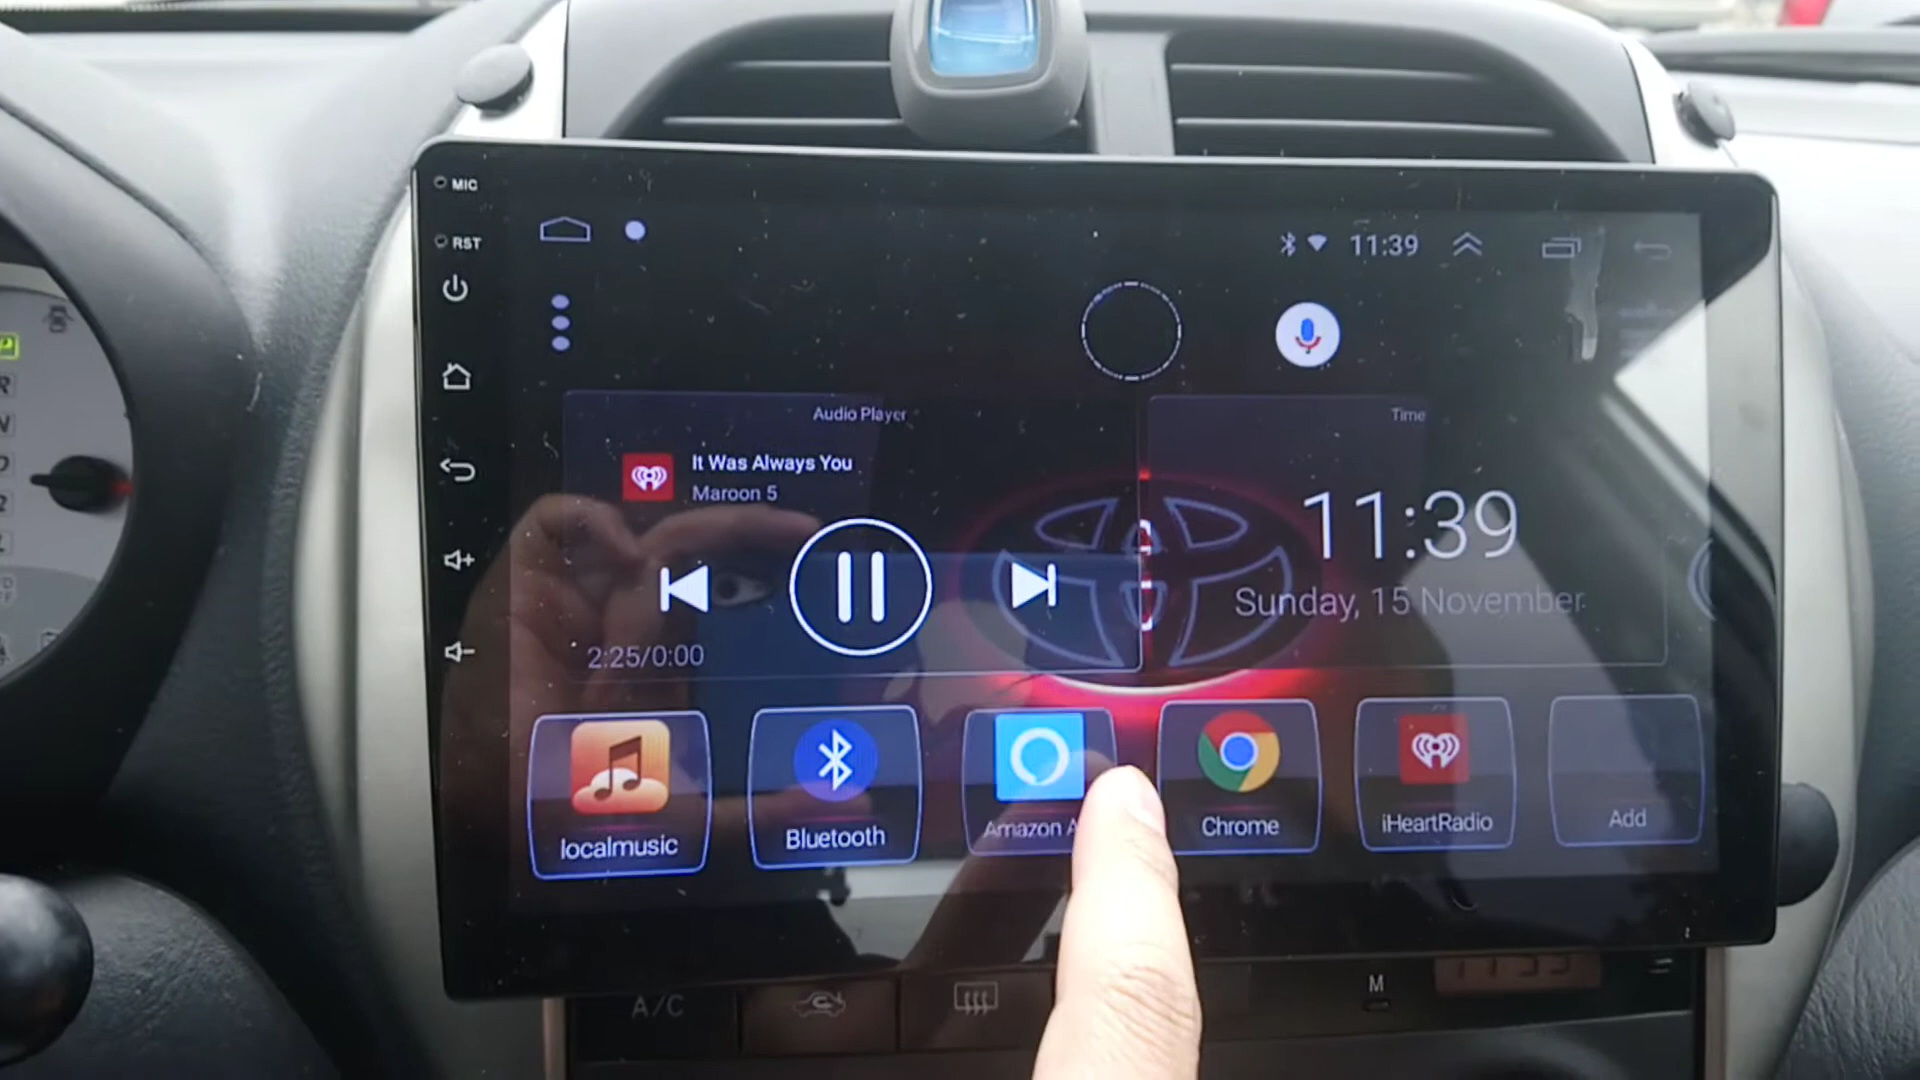 MIC
RST
11:39
Audio Player
Time
It Was Always You
Maroon 5
11:39
Sunday, 15 November
2:25/0:00
localmusic
Bluetooth
Amazon
Chrome
iHeartRadio
Add
A/C
M
R
N